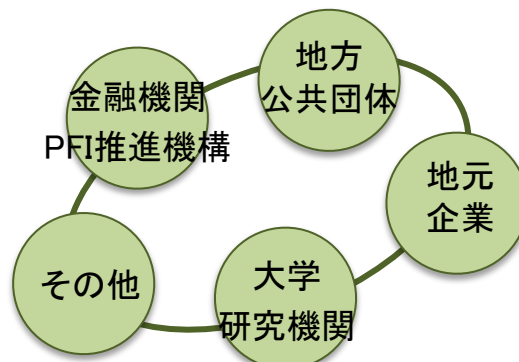 地方
公共団体
金融機関
PFI推進機構
地元
企業
その他
大学
研究機関